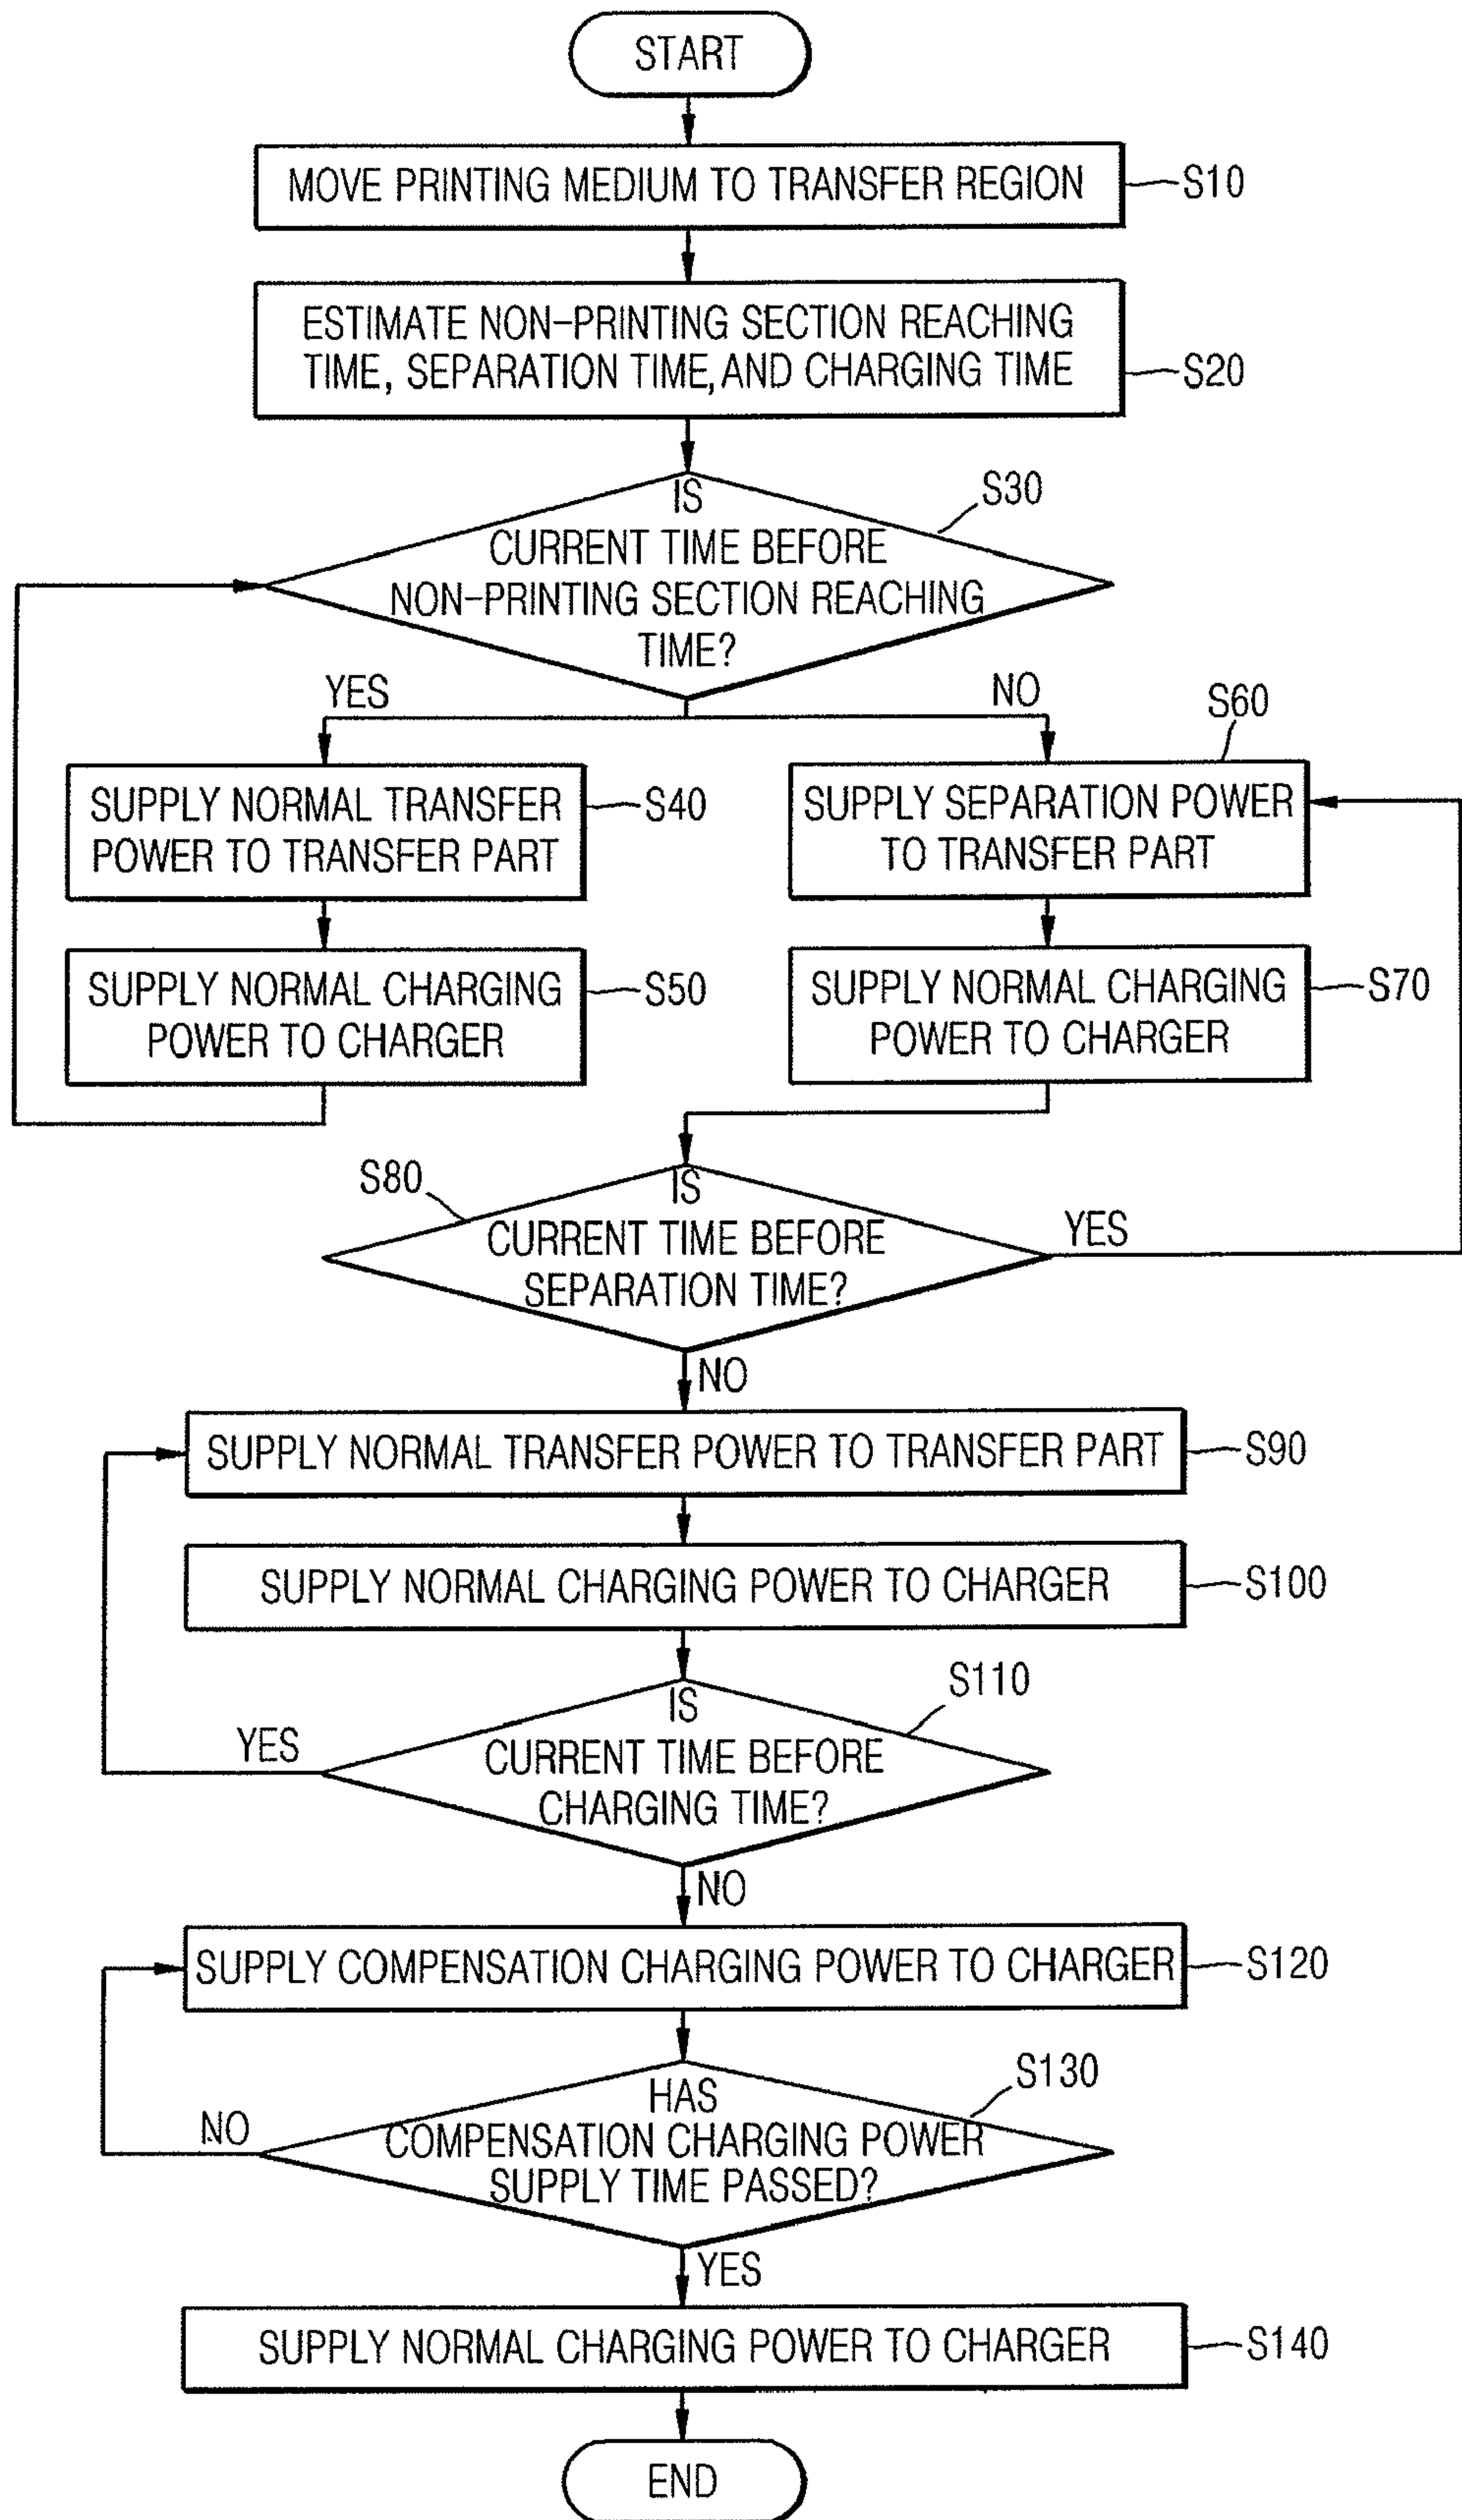 START
MOVE PRINTING MEDIUM TO TRANSFER REGION
S10
ESTIMATE NON-PRINTING SECTION REACHING
TIME, SEPARATION TIME, AND CHARGING TIME
S20
IS
CURRENT TIME BEFORE
NON-PRINTING SECTION REACHING
TIME?
S30
YES
NO
SUPPLY NORMAL TRANSFER
POWER TO TRANSFER PART
S40
SUPPLY SEPARATION POWER
TO TRANSFER PART
S60
SUPPLY NORMAL CHARGING
POWER TO CHARGER
S50
SUPPLY NORMAL CHARGING
POWER TO CHARGER
S70
S80
IS
CURRENT TIME BEFORE
SEPARATION TIME?
YES
NO
SUPPLY NORMAL TRANSFER POWER TO TRANSFER PART
S90
SUPPLY NORMAL CHARGING POWER TO CHARGER
S100
IS
CURRENT TIME BEFORE
CHARGING TIME?
S110
YES
NO
SUPPLY COMPENSATION CHARGING POWER TO CHARGER
S120
HAS
COMPENSATION CHARGING POWER
SUPPLY TIME PASSED?
S130
NO
YES
SUPPLY NORMAL CHARGING POWER TO CHARGER
S140
END